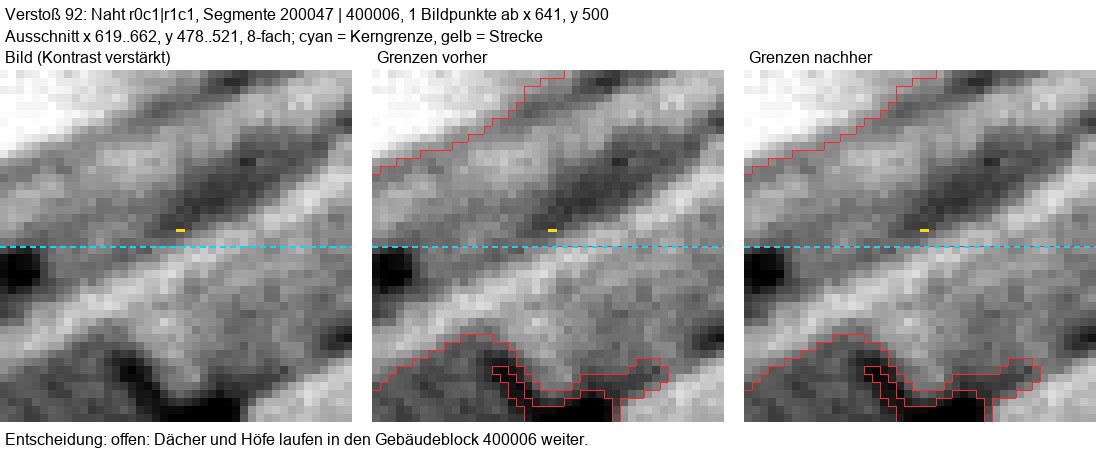 Verstoß 92: Naht r0c1|r1c1, Segmente 200047 | 400006, 1 Bildpunkte ab x 641, y 500
Ausschnitt x 619..662, y 478..521, 8-fach; cyan = Kerngrenze, gelb = Strecke
Bild (Kontrast verstärkt)
Grenzen vorher
Grenzen nachher
Entscheidung: offen: Dächer und Höfe laufen in den Gebäudeblock 400006 weiter.